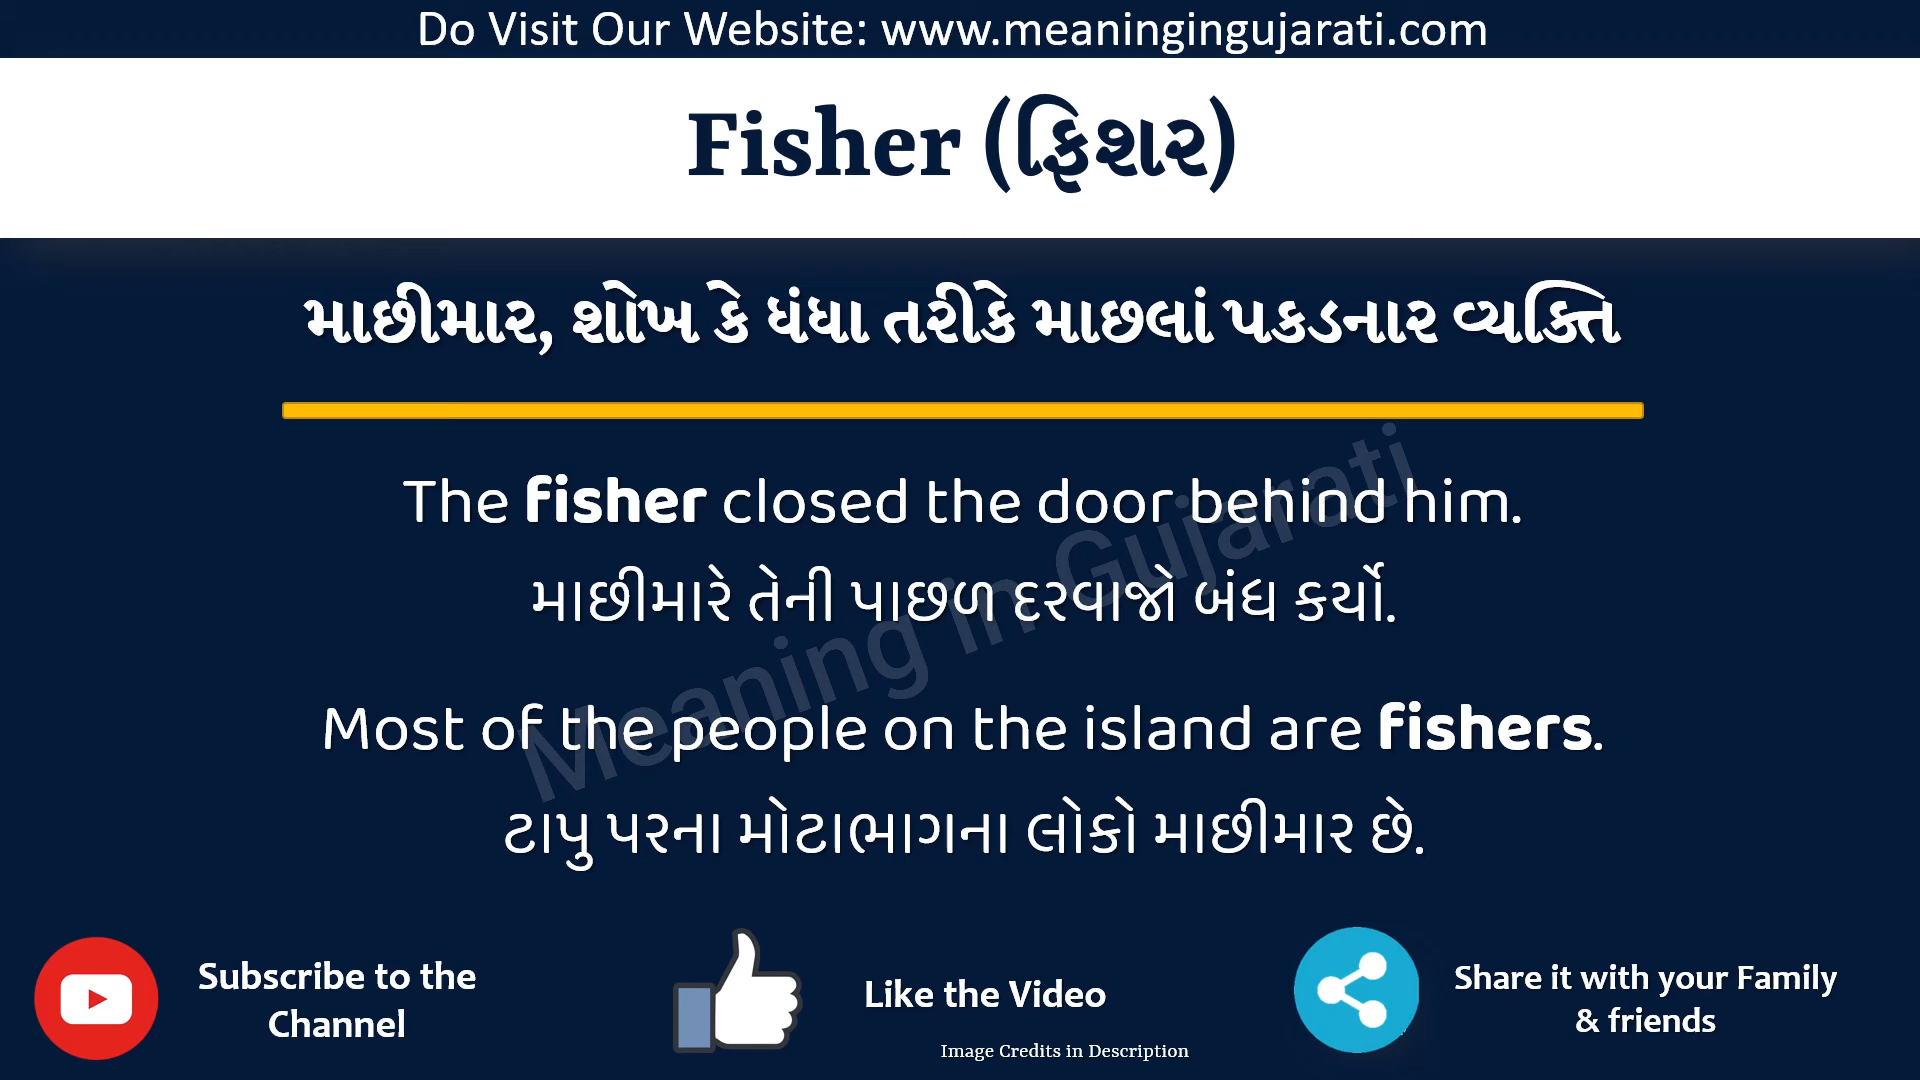 Do Visit Our Website: www.meaningingujarati.com
Fisher (ફિશર)
માછીમાર, શોખ કે ધંધા તરીકે માછલાં પકડનાર વ્યક્તિ
The fisher closed the door behind him.
માછીમારે તેની પાછળ દરવાજો બંધ કર્યો.
Meaning in Gujarati
Most of the people on the island are fishers.
ટાપુ પરના મોટાભાગના લોકો માછીમાર છે.
Subscribe to the
Channel
Like the Video
Share it with your Family
& friends
Image Credits in Description